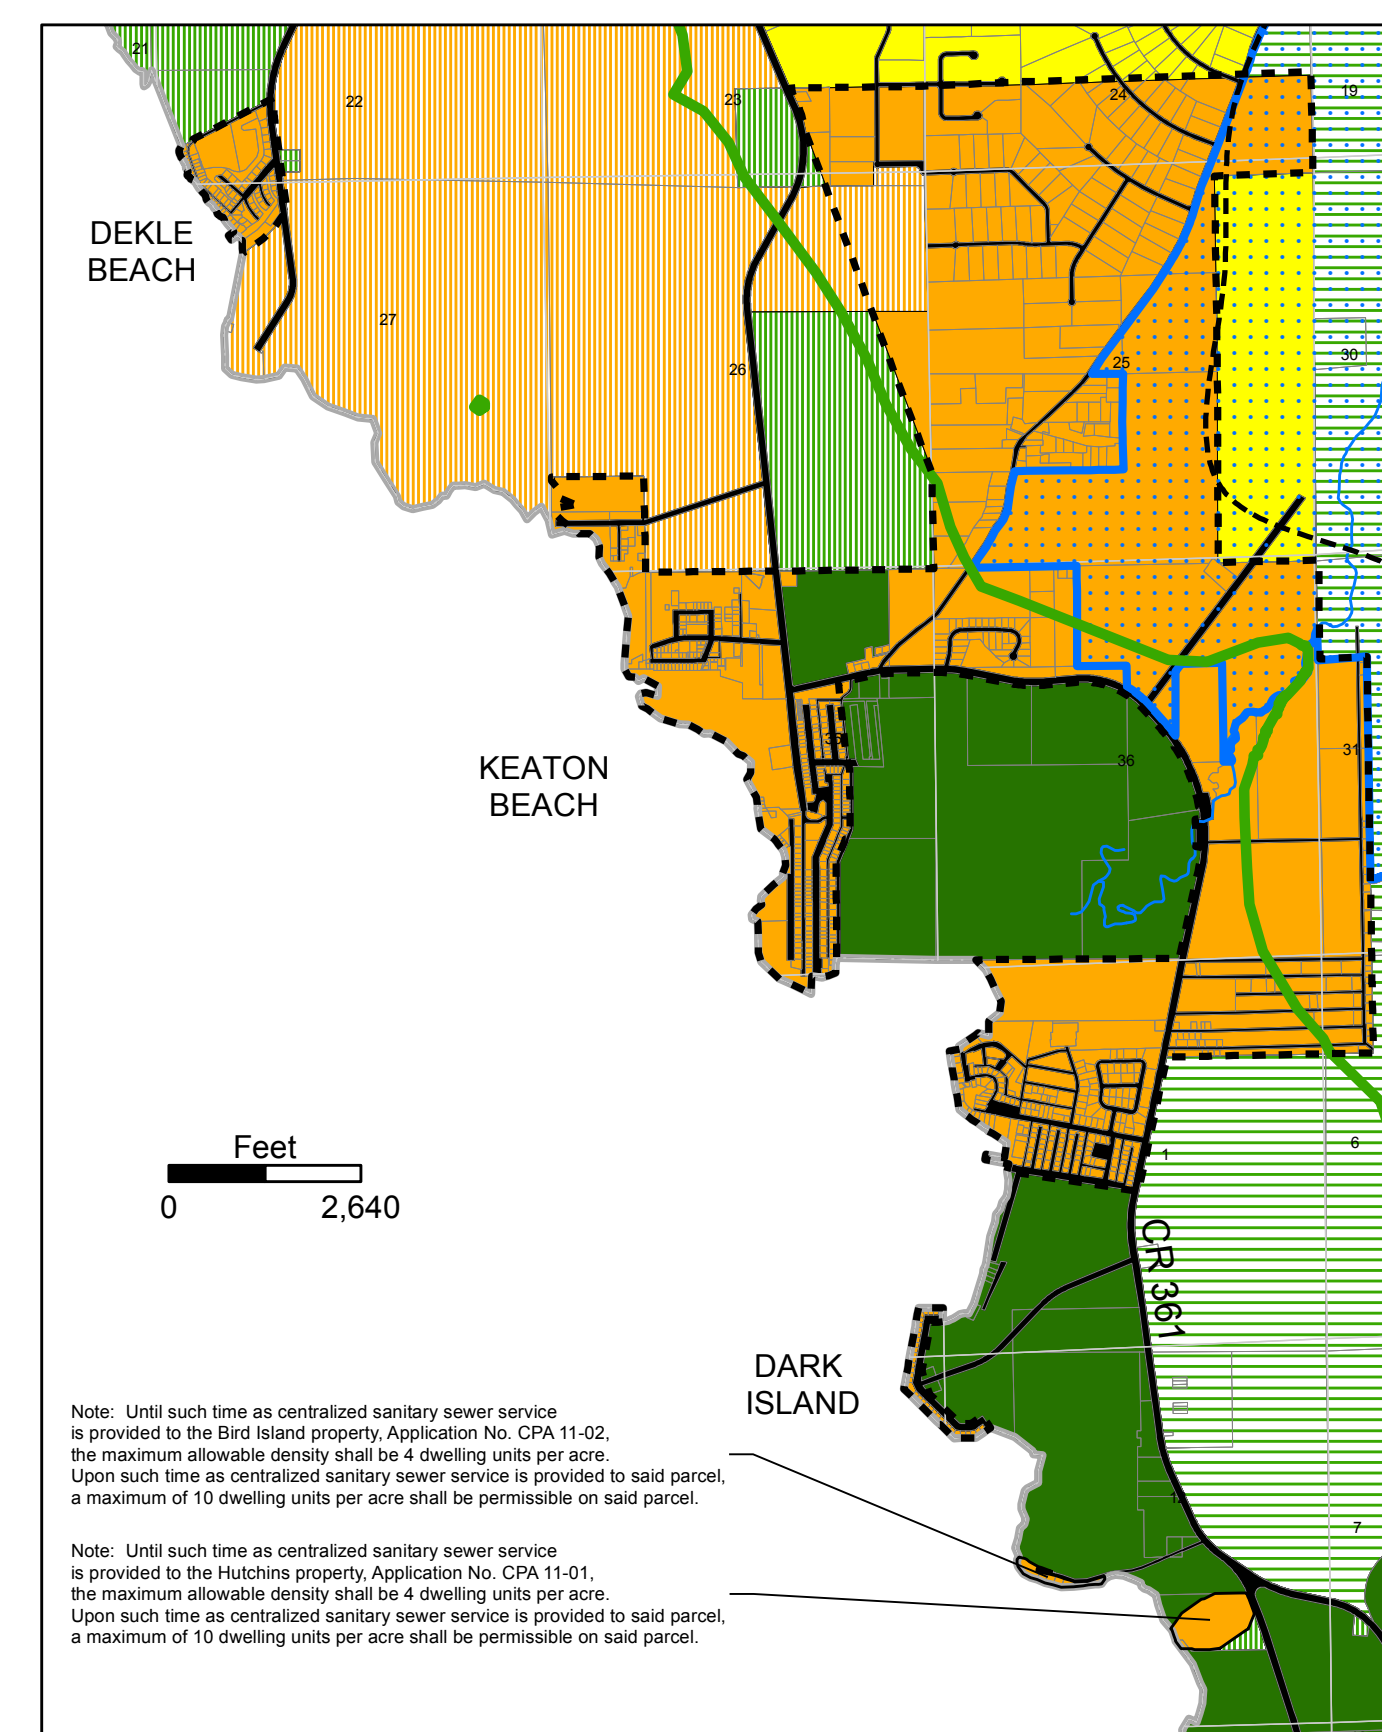 21
22
23
24
19
DEKLE
BEACH
27
26
25
30
KEATON
BEACH
35
36
31
Feet
0 2,640
1
6
CR 361
DARK
ISLAND
Note: Until such time as centralized sanitary sewer service
is provided to the Bird Island property, Application No. CPA 11-02,
the maximum allowable density shall be 4 dwelling units per acre.
Upon such time as centralized sanitary sewer service is provided to said parcel,
a maximum of 10 dwelling units per acre shall be permissible on said parcel.
12
7
Note: Until such time as centralized sanitary sewer service
is provided to the Hutchins property, Application No. CPA 11-01,
the maximum allowable density shall be 4 dwelling units per acre.
Upon such time as centralized sanitary sewer service is provided to said parcel,
a maximum of 10 dwelling units per acre shall be permissible on said parcel.